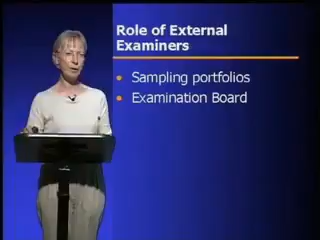 Role of External
Examiners
• Sampling portfolios
• Examination Board